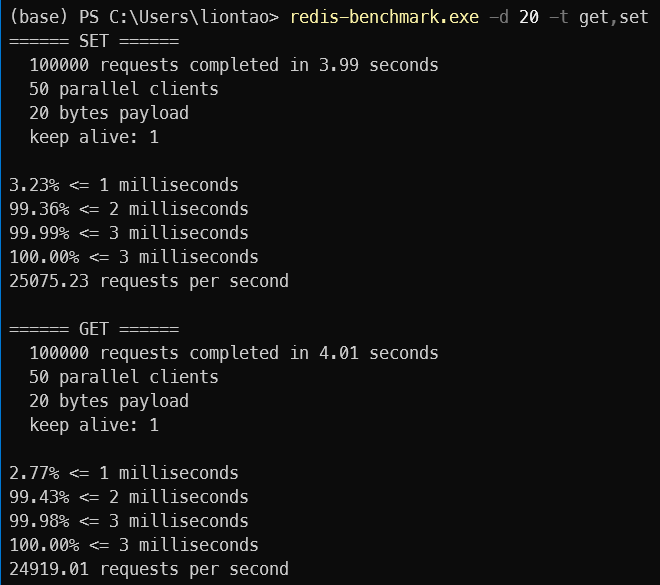 (base) PS C:\Users\liontao> redis-benchmark.exe -d 20 -t get,set
====== SET ======
  100000 requests completed in 3.99 seconds
  50 parallel clients
  20 bytes payload
  keep alive: 1

3.23% <= 1 milliseconds
99.36% <= 2 milliseconds
99.99% <= 3 milliseconds
100.00% <= 3 milliseconds
25075.23 requests per second

====== GET ======
  100000 requests completed in 4.01 seconds
  50 parallel clients
  20 bytes payload
  keep alive: 1

2.77% <= 1 milliseconds
99.43% <= 2 milliseconds
99.98% <= 3 milliseconds
100.00% <= 3 milliseconds
24919.01 requests per second